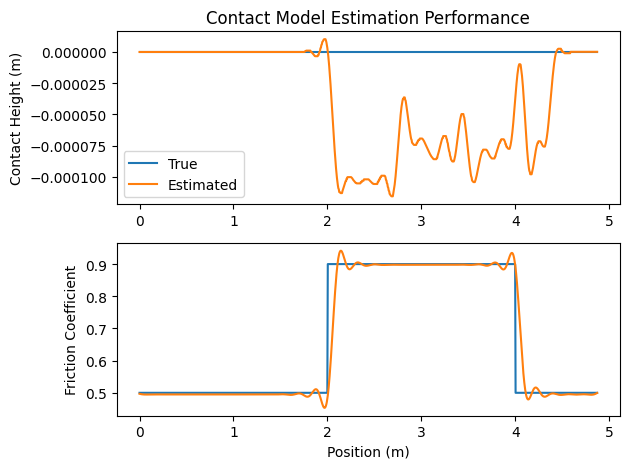 Contact Model Estimation Performance
Contact Height (m)
0.000000
−0.000025
−0.000050
−0.000075
−0.000100
True
Estimated
0 1 2 3 4 5
Friction Coefficient
0.9
0.8
0.7
0.6
0.5
0 1 2 3 4 5
Position (m)